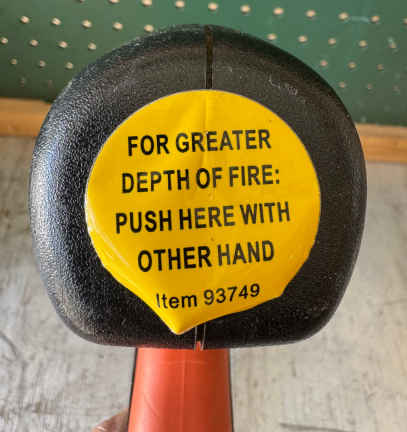 FOR GREATER
DEPTH OF FIRE:
PUSH HERE WITH
OTHER HAND
Item 93749